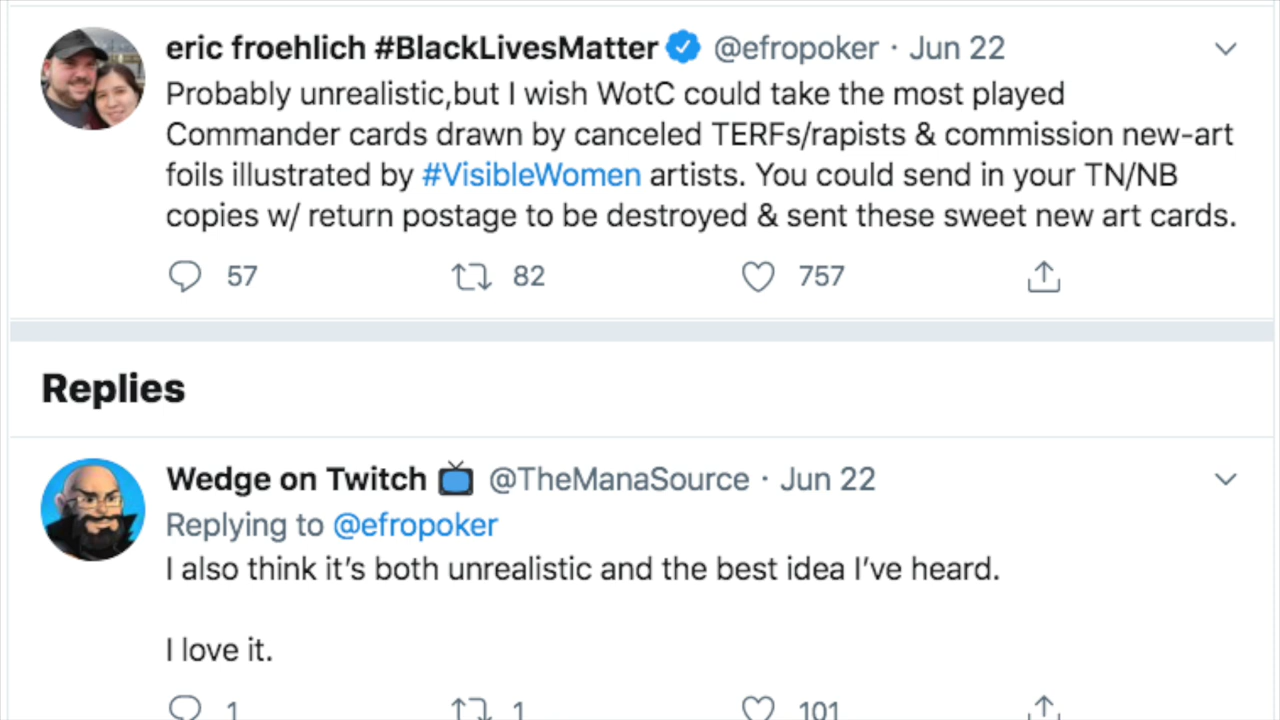 eric froehlich #BlackLivesMatter @efropoker · Jun 22
Probably unrealistic,but I wish WotC could take the most played
Commander cards drawn by canceled TERFs/rapists & commission new-art
foils illustrated by #VisibleWomen artists. You could send in your TN/NB
copies w/ return postage to be destroyed & sent these sweet new art cards.
57 82 757
Replies
Wedge on Twitch 📺 @TheManaSource · Jun 22
Replying to @efropoker
I also think it’s both unrealistic and the best idea I’ve heard.
I love it.
1 1 101